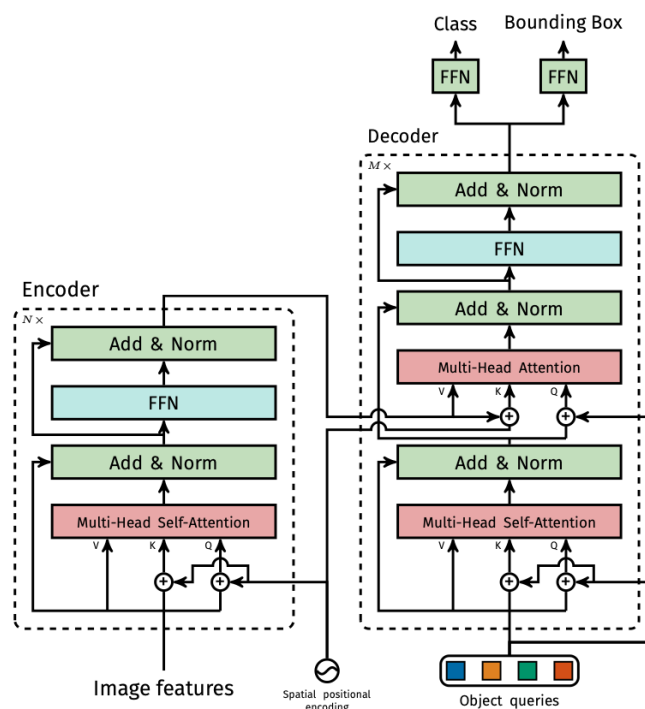 Class
Bounding Box
FFN
FFN
Decoder
M×
Add & Norm
FFN
Add & Norm
Multi-Head Attention
V
K
Q
Add & Norm
Multi-Head Self-Attention
V
K
Q
Object queries
Encoder
N×
Add & Norm
FFN
Add & Norm
Multi-Head Self-Attention
V
K
Q
Image features
Spatial positional
encoding